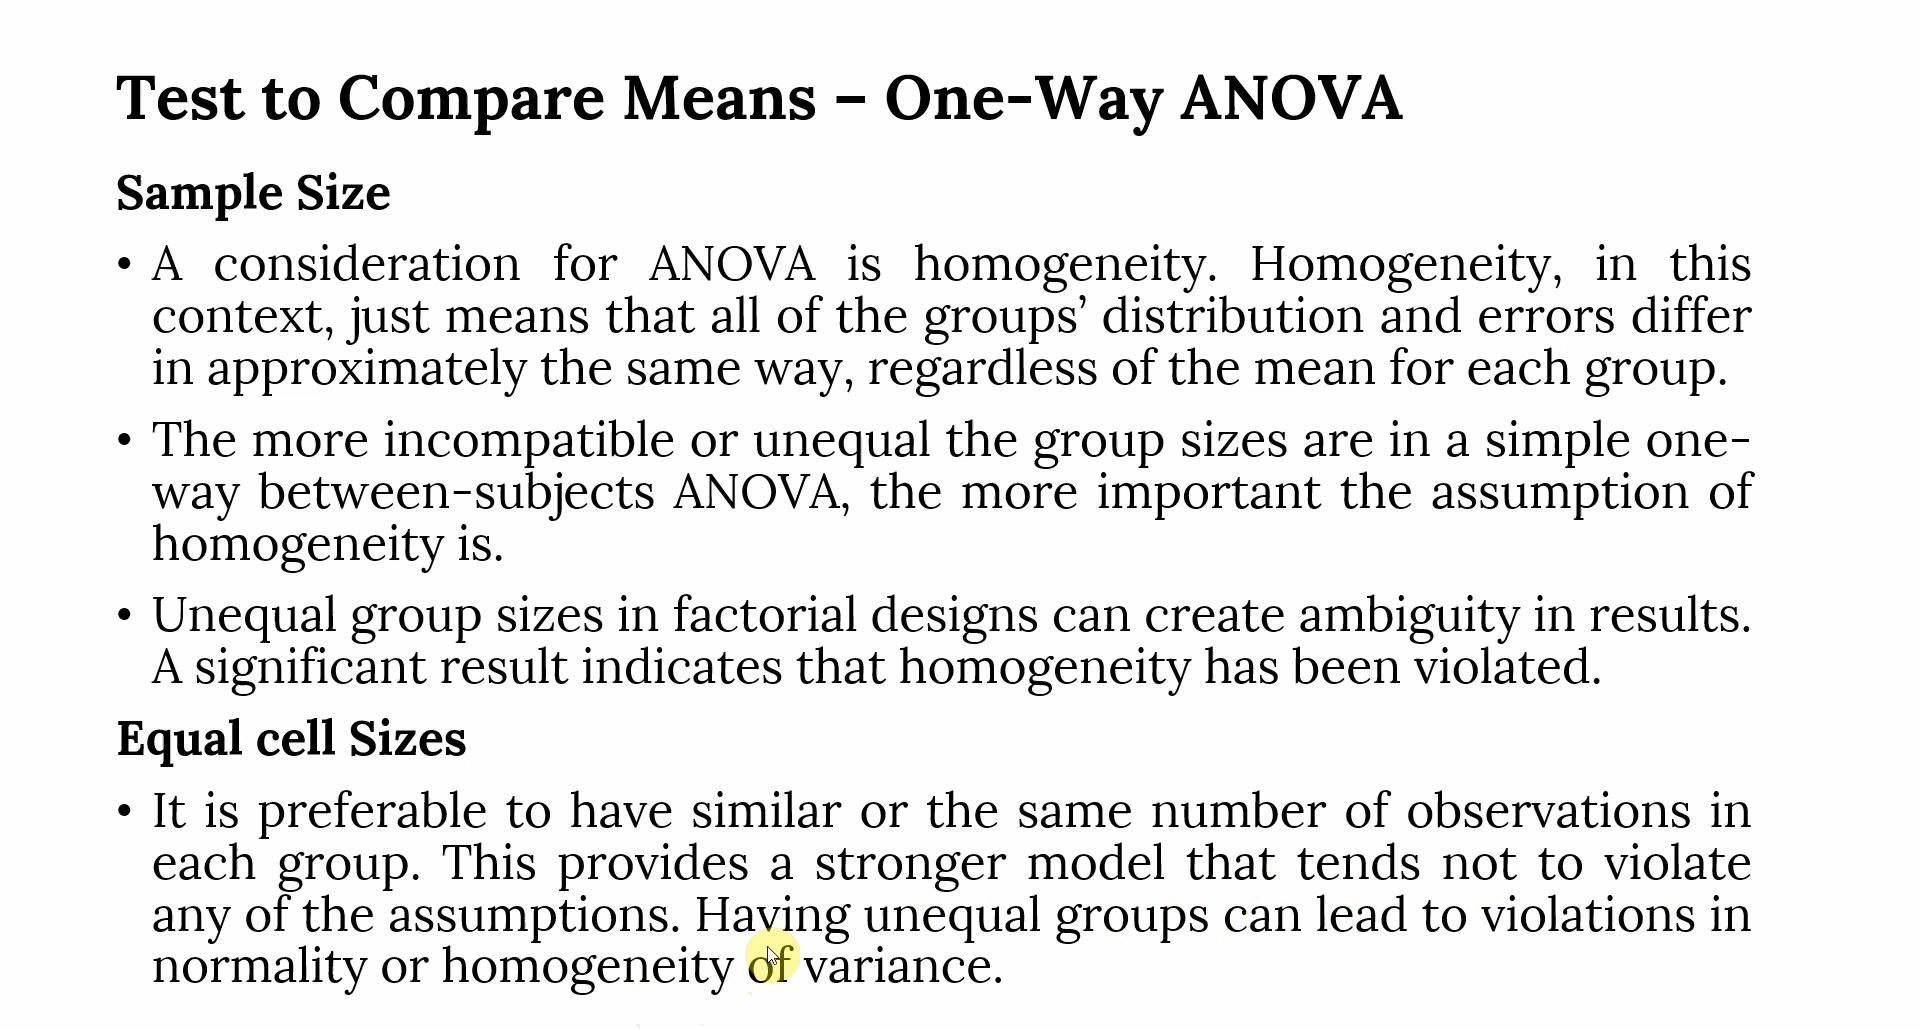 Test to Compare Means – One-Way ANOVA
Sample Size
• A consideration for ANOVA is homogeneity. Homogeneity, in this
context, just means that all of the groups’ distribution and errors differ
in approximately the same way, regardless of the mean for each group.
• The more incompatible or unequal the group sizes are in a simple one-
way between-subjects ANOVA, the more important the assumption of
homogeneity is.
• Unequal group sizes in factorial designs can create ambiguity in results.
A significant result indicates that homogeneity has been violated.
Equal cell Sizes
• It is preferable to have similar or the same number of observations in
each group. This provides a stronger model that tends not to violate
any of the assumptions. Having unequal groups can lead to violations in
normality or homogeneity of variance.